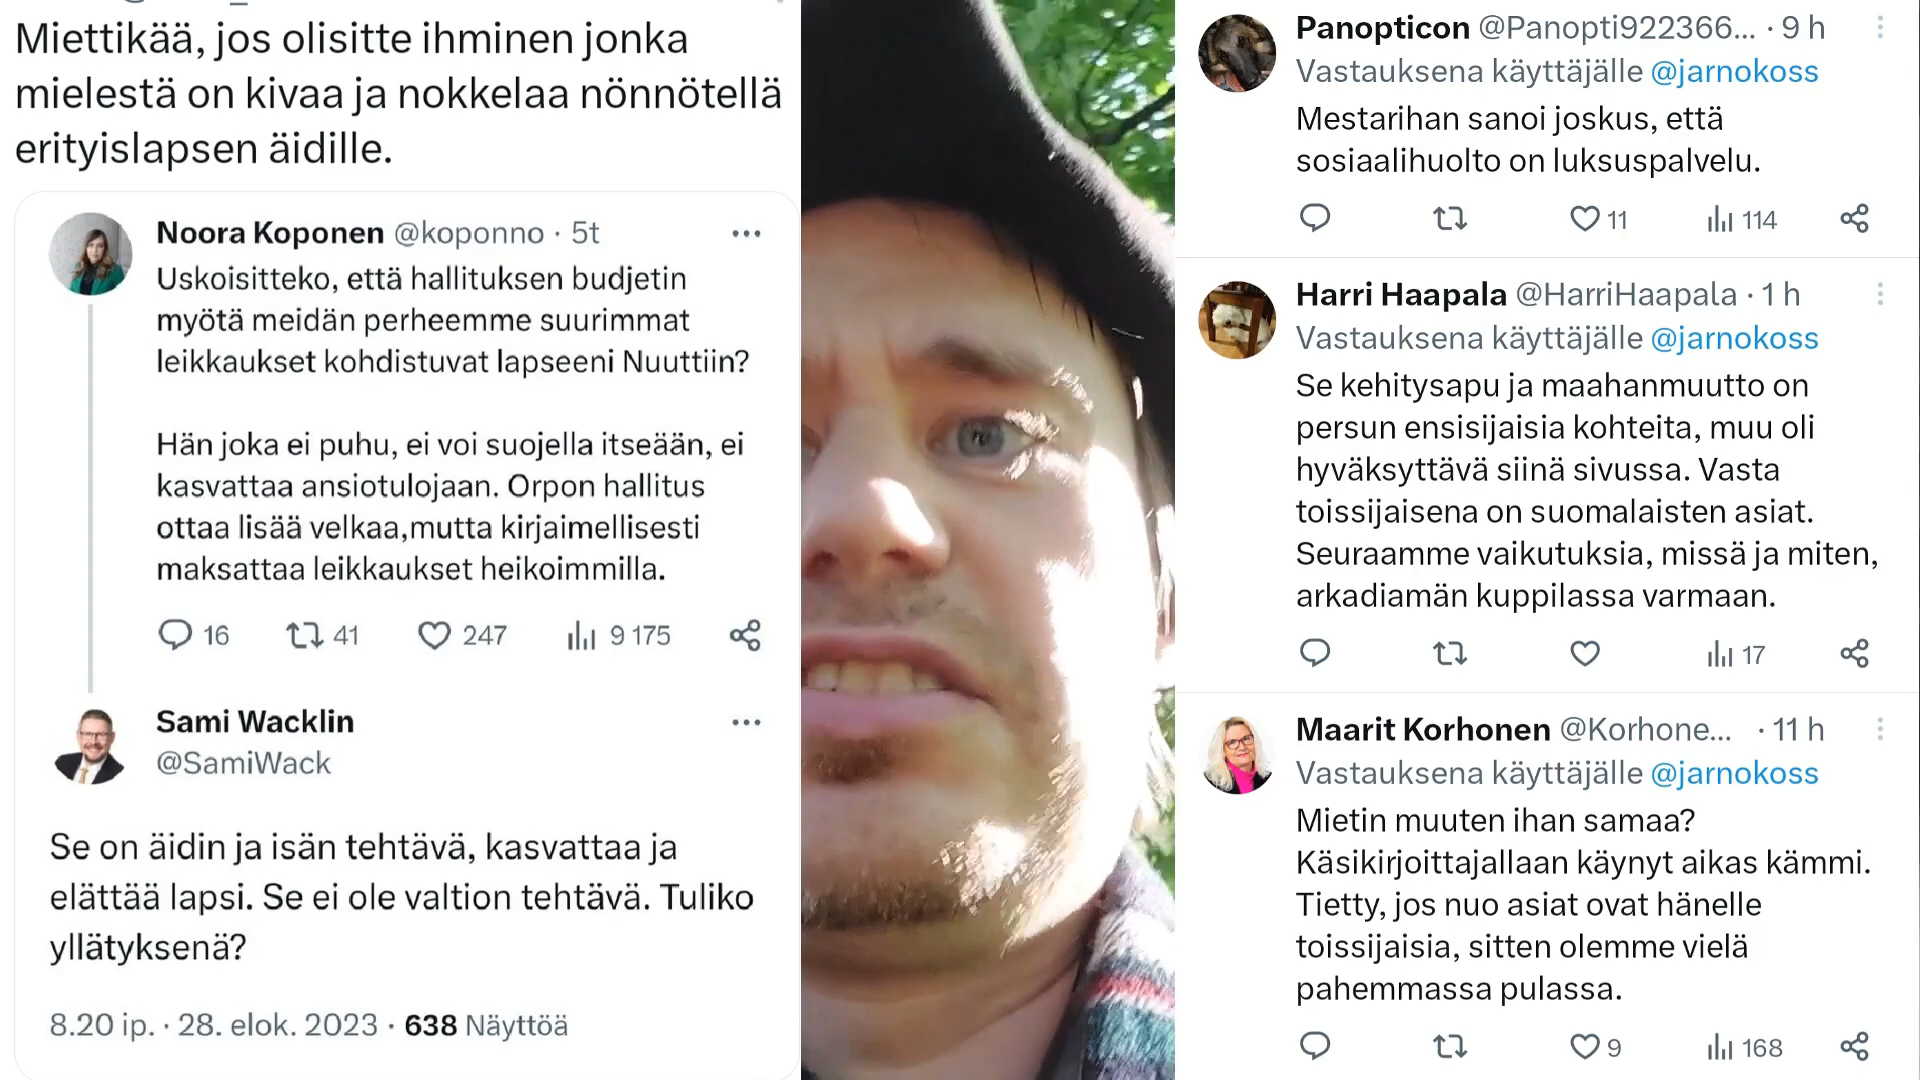 Miettikää, jos olisitte ihminen jonka
mielestä on kivaa ja nokkelaa nönnötellä
erityislapsen äidille.
Noora Koponen @koponno · 5t
Uskoisitteko, että hallituksen budjetin
myötä meidän perheemme suurimmat
leikkaukset kohdistuvat lapseeni Nuuttiin?
Hän joka ei puhu, ei voi suojella itseään, ei
kasvattaa ansiotulojaan. Orpon hallitus
ottaa lisää velkaa,mutta kirjaimellisesti
maksattaa leikkaukset heikoimmilla.
16 41 247 9 175
Sami Wacklin
@SamiWack
Se on äidin ja isän tehtävä, kasvattaa ja
elättää lapsi. Se ei ole valtion tehtävä. Tuliko
yllätyksenä?
8.20 ip. · 28. elok. 2023 · 638 Näyttöä
Panopticon @Panopti922366... · 9 h
Vastauksena käyttäjälle @jarnokoss
Mestarihan sanoi joskus, että
sosiaalihuolto on luksuspalvelu.
11 114
Harri Haapala @HarriHaapala · 1 h
Vastauksena käyttäjälle @jarnokoss
Se kehitysapu ja maahanmuutto on
persun ensisijaisia kohteita, muu oli
hyväksyttävä siinä sivussa. Vasta
toissijaisena on suomalaisten asiat.
Seuraamme vaikutuksia, missä ja miten,
arkadiamän kuppilassa varmaan.
17
Maarit Korhonen @Korhone... · 11 h
Vastauksena käyttäjälle @jarnokoss
Mietin muuten ihan samaa?
Käsikirjoittajallaan käynyt aikas kämmi.
Tietty, jos nuo asiat ovat hänelle
toissijaisia, sitten olemme vielä
pahemmassa pulassa.
9 168